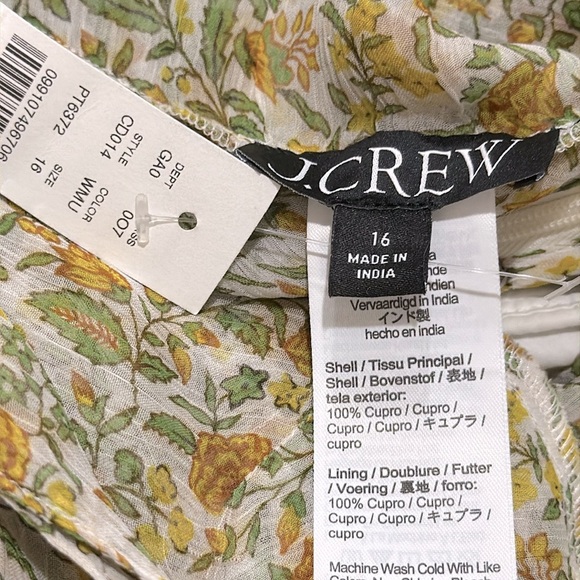 099107496706
PT6972
DEPT
GA0
STYLE
CD014
SIZE
16
COLOR
WMU
0O7
J.CREW
16
MADE IN
INDIA
Vervaardigd in India
インド製
hecho en india
Shell / Tissu Principal /
Shell / Bovenstof / 表地 /
tela exterior:
100% Cupro / Cupro /
Cupro / Cupro / キュプラ /
cupro
Lining / Doublure / Futter
/ Voering / 裏地 / forro:
100% Cupro / Cupro /
Cupro / Cupro / キュプラ /
cupro
Machine Wash Cold With Like